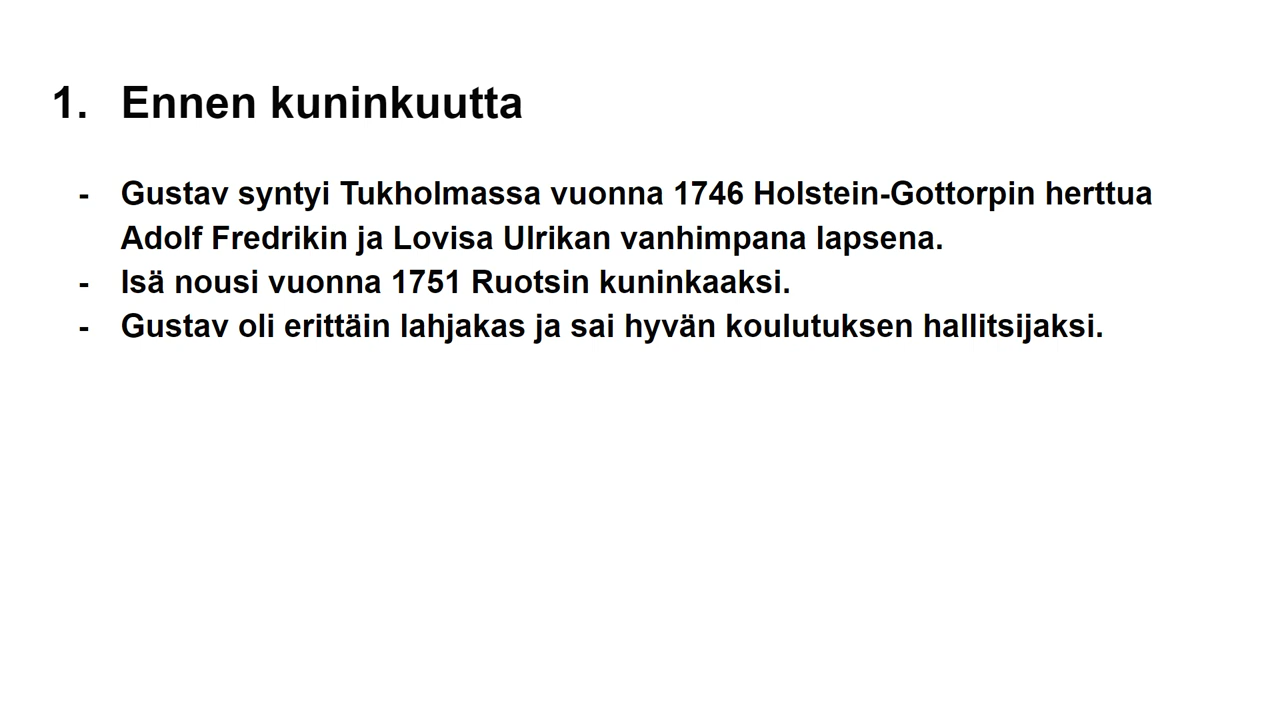 1. Ennen kuninkuutta
- Gustav syntyi Tukholmassa vuonna 1746 Holstein-Gottorpin herttua
Adolf Fredrikin ja Lovisa Ulrikan vanhimpana lapsena.
- Isä nousi vuonna 1751 Ruotsin kuninkaaksi.
- Gustav oli erittäin lahjakas ja sai hyvän koulutuksen hallitsijaksi.